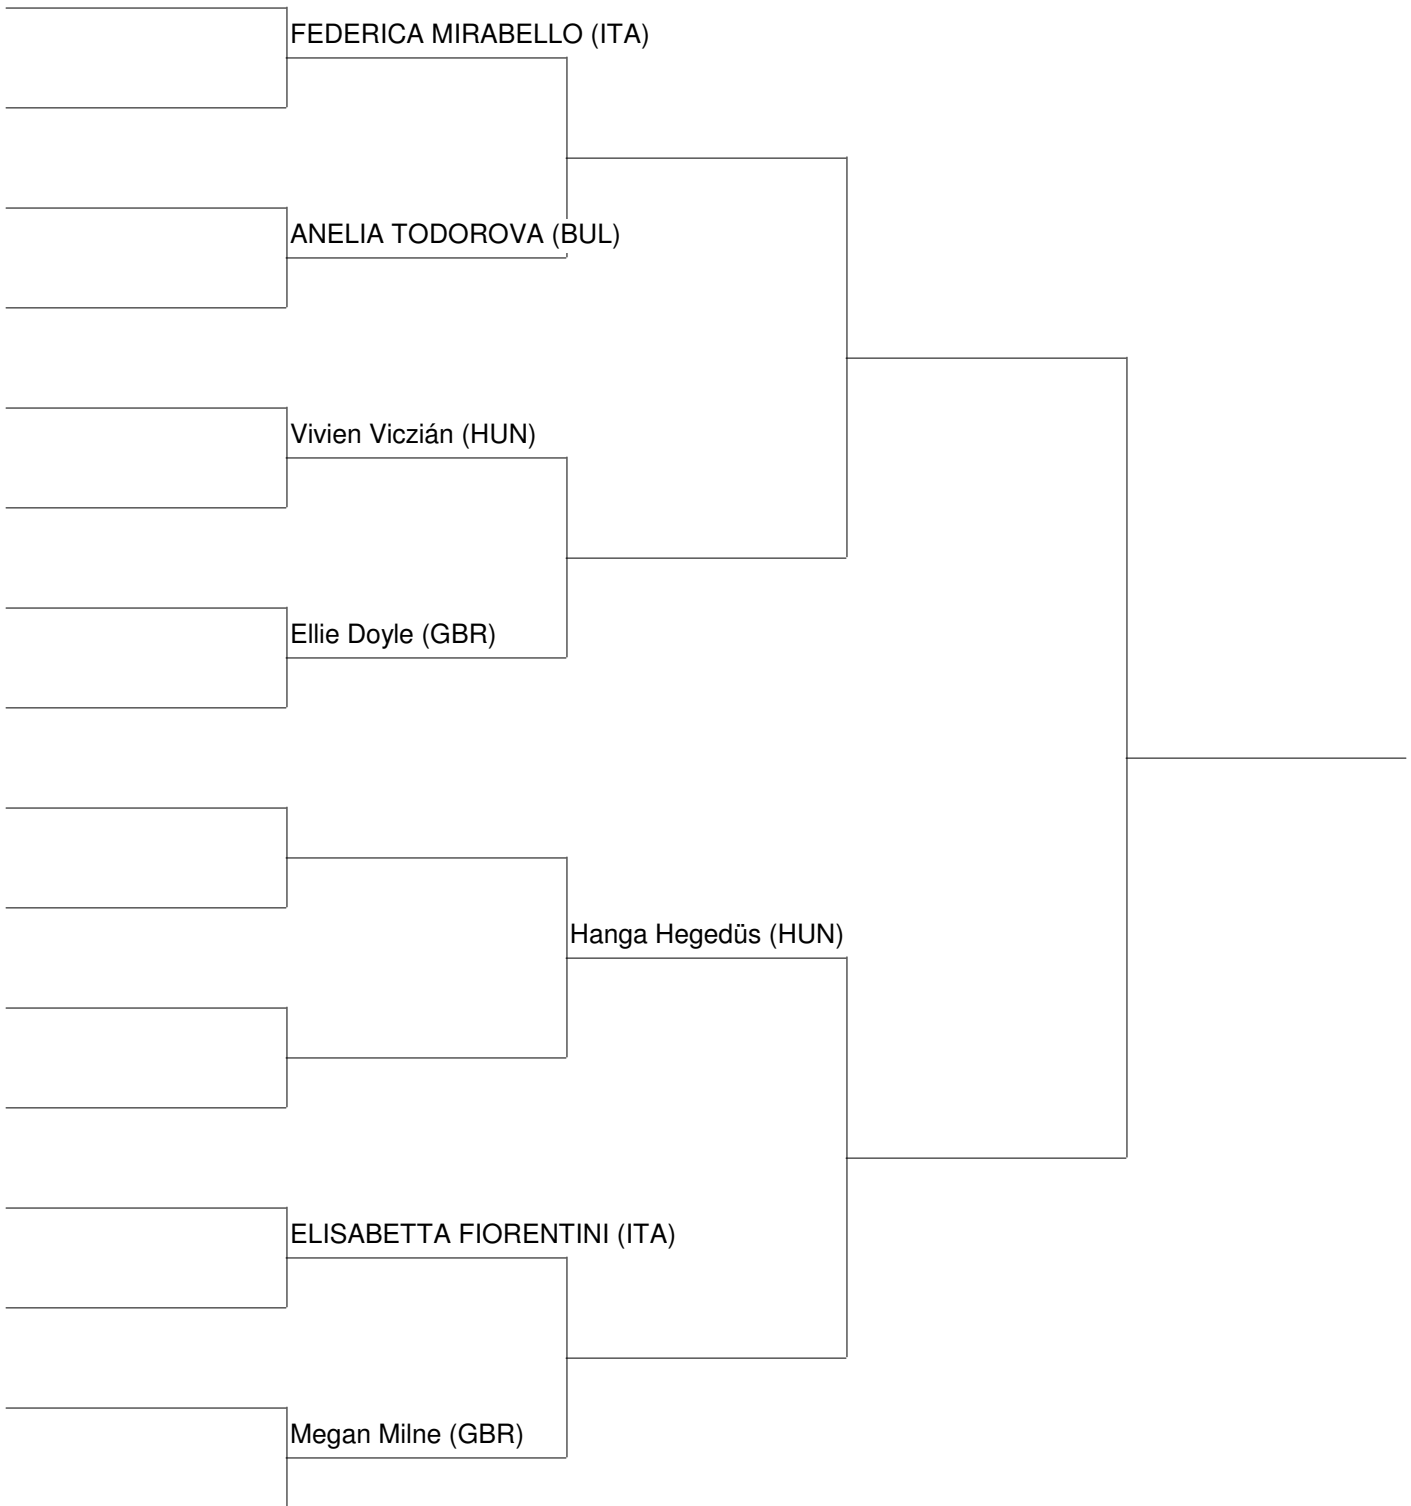 FEDERICA MIRABELLO (ITA)
ANELIA TODOROVA (BUL)
Vivien Viczián (HUN)
Ellie Doyle (GBR)
Hanga Hegedüs (HUN)
ELISABETTA FIORENTINI (ITA)
Megan Milne (GBR)